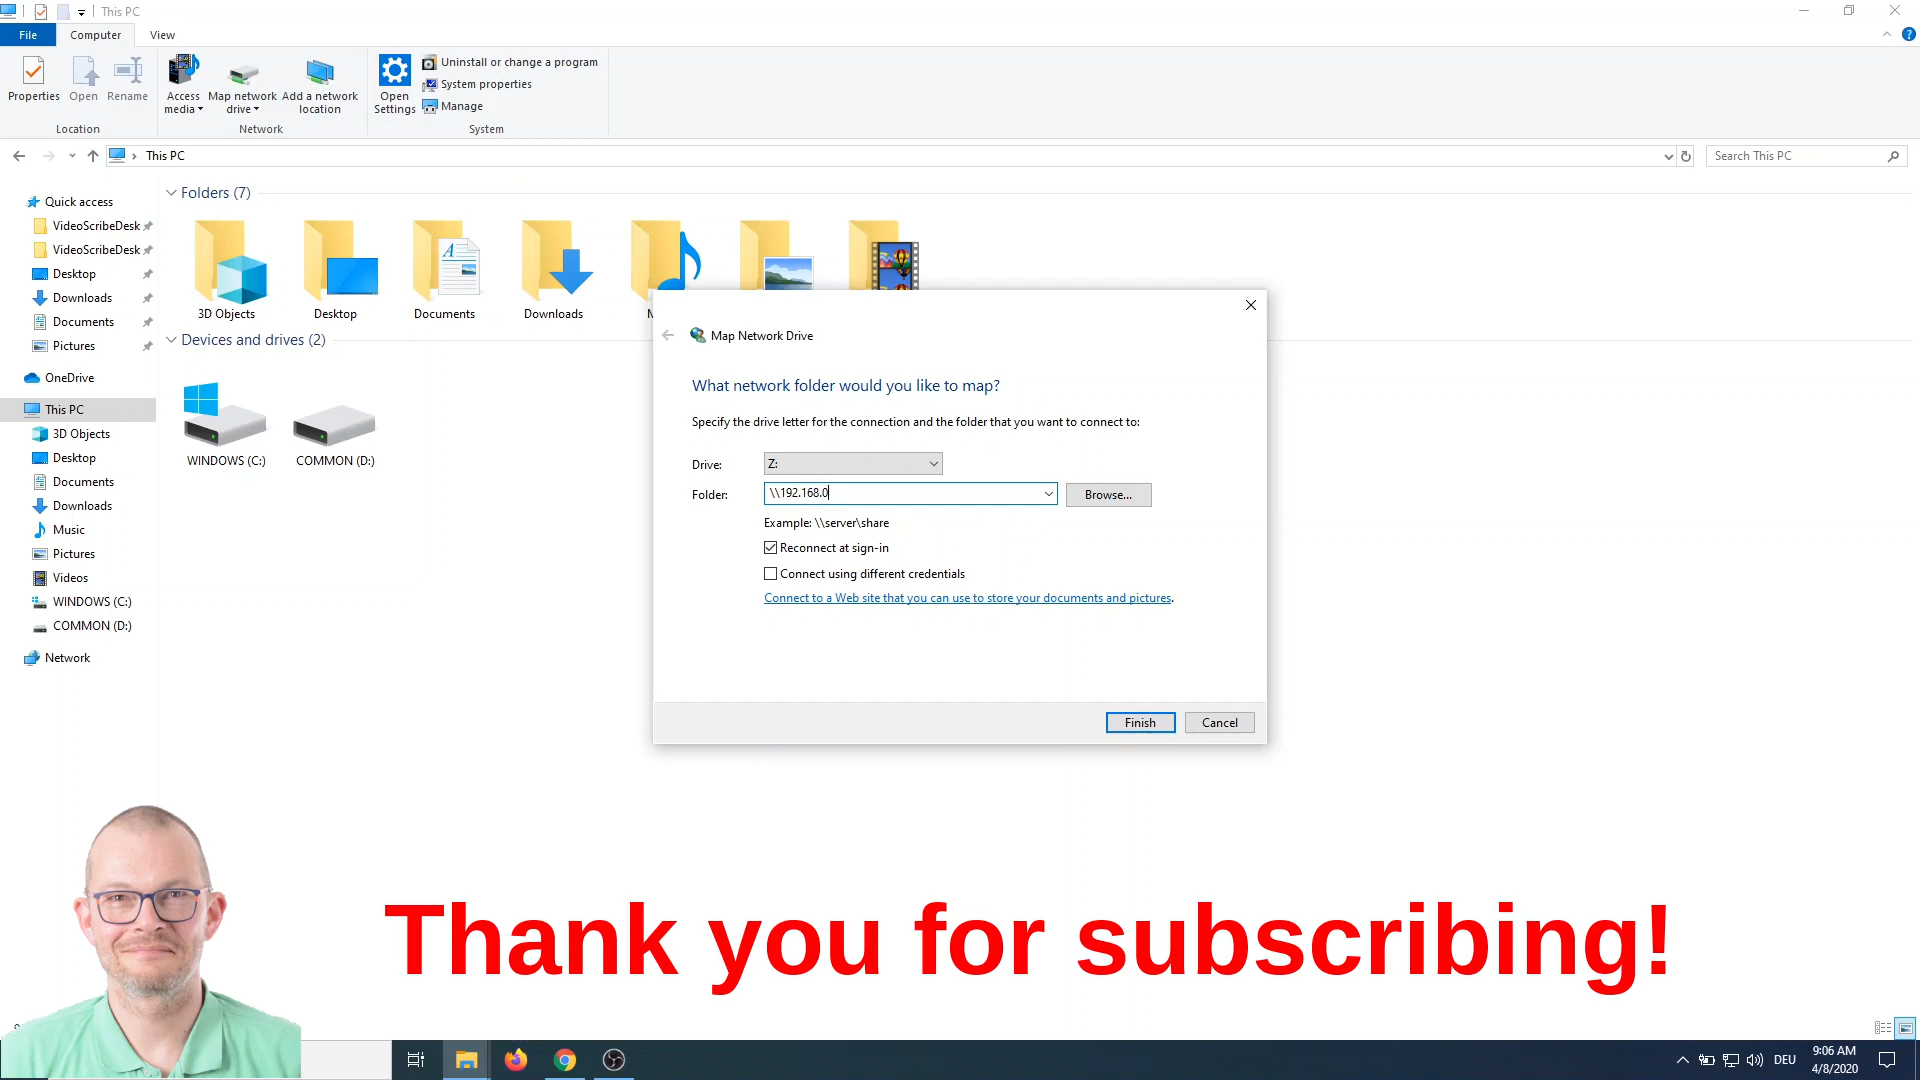 This PC
File
Computer
View
Properties
Open
Rename
Access media
Map network drive
Add a network location
Open Settings
Uninstall or change a program
System properties
Manage
Location
Network
System
This PC
Search This PC
Quick access
VideoScribeDesk
VideoScribeDesk
Desktop
Downloads
Documents
Pictures
OneDrive
This PC
3D Objects
Desktop
Documents
Downloads
Music
Pictures
Videos
WINDOWS (C:)
COMMON (D:)
Network
Folders (7)
3D Objects
Desktop
Documents
Downloads
Devices and drives (2)
WINDOWS (C:)
COMMON (D:)
Map Network Drive
What network folder would you like to map?
Specify the drive letter for the connection and the folder that you want to connect to:
Drive:
Z:
Folder:
\\192.168.0
Browse...
Example: \\server\share
Reconnect at sign-in
Connect using different credentials
Connect to a Web site that you can use to store your documents and pictures.
Finish
Cancel
Thank you for subscribing!
DEU
9:06 AM
4/8/2020